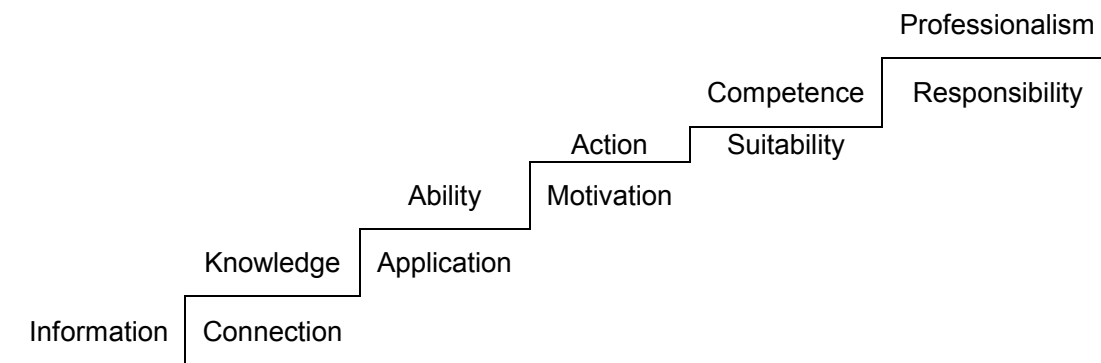 Professionalism
Competence Responsibility
Action Suitability
Ability Motivation
Knowledge Application
Information Connection